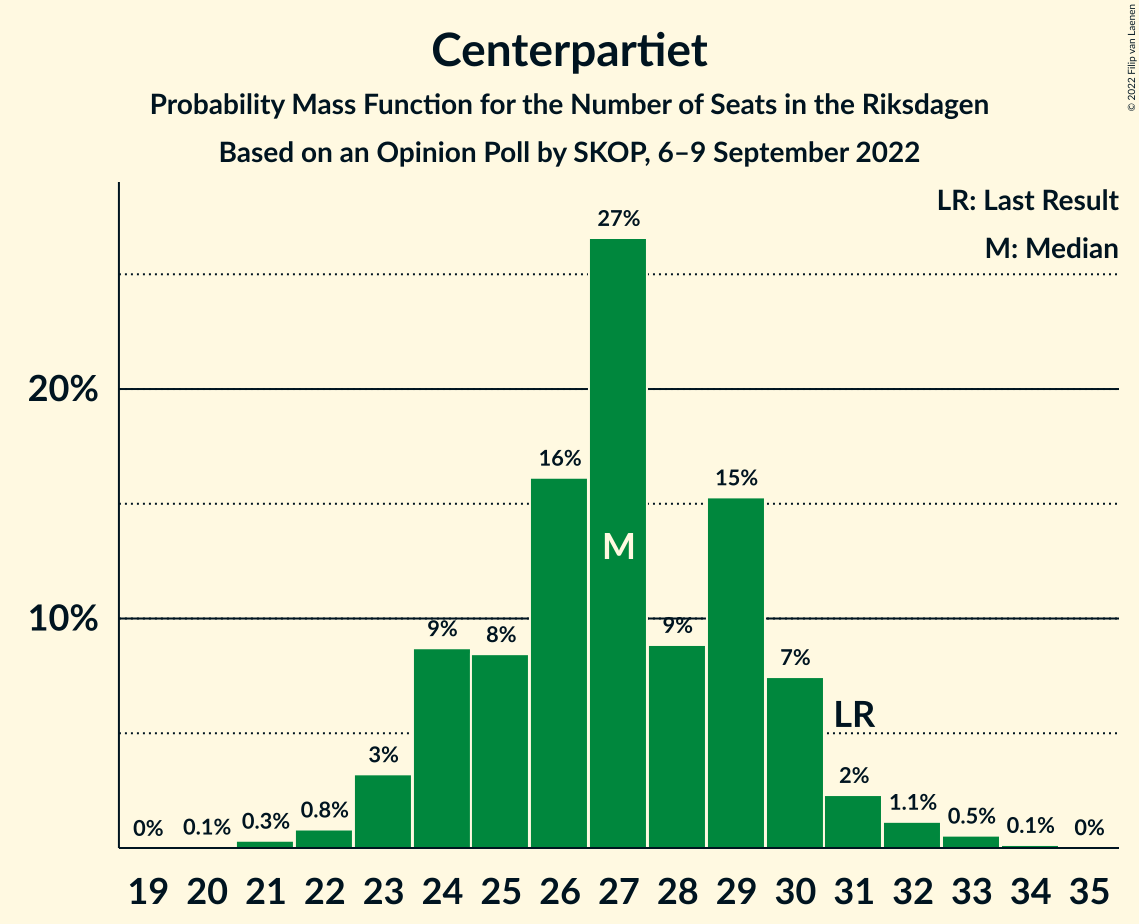 Centerpartiet
Probability Mass Function for the Number of Seats in the Riksdagen
Based on an Opinion Poll by SKOP, 6–9 September 2022
© 2022 Filip van Laenen
LR: Last Result
M: Median
20%
10%
0%
0.1%
0.3%
0.8%
3%
9%
8%
16%
27%
9%
15%
7%
2%
1.1%
0.5%
0.1%
0%
M
LR
19 20 21 22 23 24 25 26 27 28 29 30 31 32 33 34 35